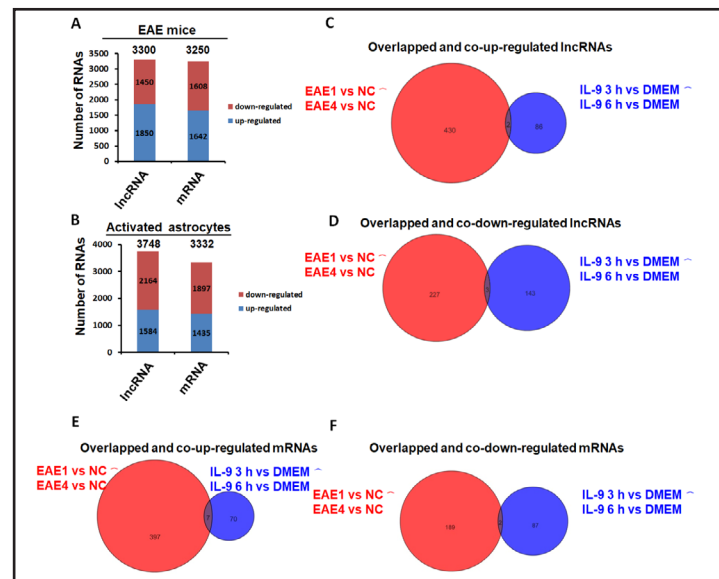 A
EAE mice
3300 3250
3500
3000
2500
2000
1500
1000
500
0
Number of RNAs
1450 1608
1850 1642
down-regulated
up-regulated
lncRNA mRNA
B
Activated astrocytes
3748 3332
4000
3000
2000
1000
0
Number of RNAs
2164 1897
1584 1435
down-regulated
up-regulated
lncRNA mRNA
C
Overlapped and co-up-regulated lncRNAs
EAE1 vs NC
EAE4 vs NC
IL-9 3 h vs DMEM
IL-9 6 h vs DMEM
430 2
D
Overlapped and co-down-regulated lncRNAs
EAE1 vs NC
EAE4 vs NC
IL-9 3 h vs DMEM
IL-9 6 h vs DMEM
227
E
Overlapped and co-up-regulated mRNAs
EAE1 vs NC
EAE4 vs NC
IL-9 3 h vs DMEM
IL-9 6 h vs DMEM
7 70
F
Overlapped and co-down-regulated mRNAs
EAE1 vs NC
EAE4 vs NC
IL-9 3 h vs DMEM
IL-9 6 h vs DMEM